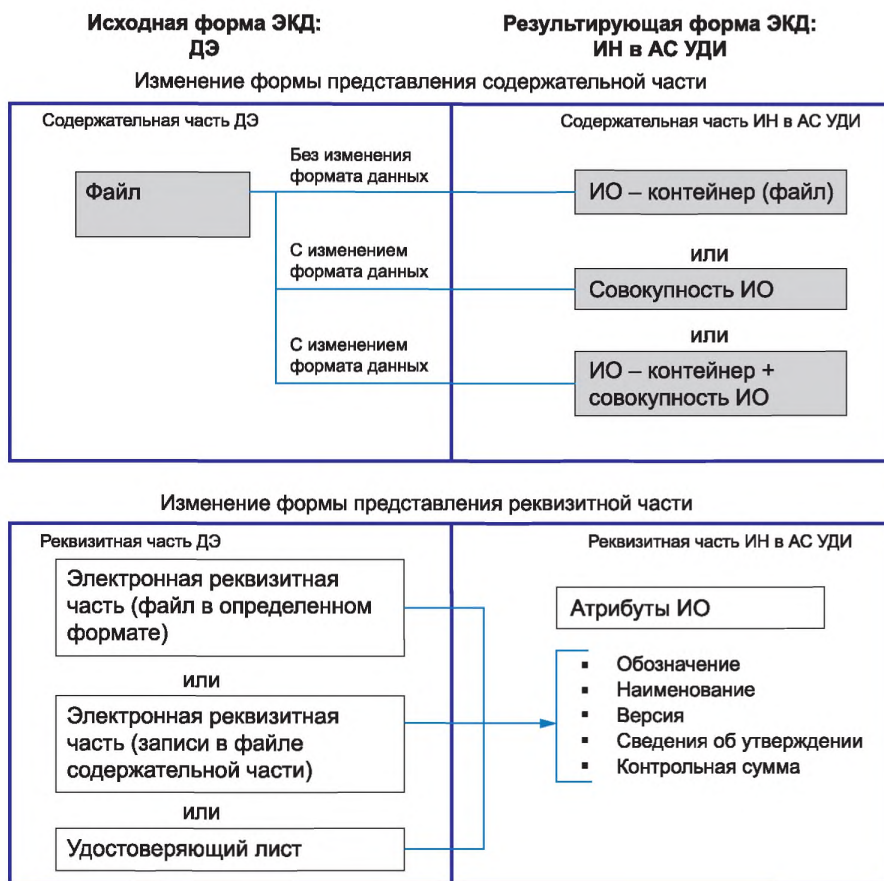 Исходная форма ЭКД:
ДЭ
Результирующая форма ЭКД:
ИН в АС УДИ
Изменение формы представления содержательной части
Содержательная часть ДЭ
Содержательная часть ИН в АС УДИ
Файл
Без изменения
формата данных
ИО – контейнер (файл)
или
С изменением
формата данных
Совокупность ИО
или
С изменением
формата данных
ИО – контейнер +
совокупность ИО
Изменение формы представления реквизитной части
Реквизитная часть ДЭ
Реквизитная часть ИН в АС УДИ
Электронная реквизитная
часть (файл в определенном
формате)
или
Электронная реквизитная
часть (записи в файле
содержательной части)
или
Удостоверяющий лист
Атрибуты ИО
▪ Обозначение
▪ Наименование
▪ Версия
▪ Сведения об утверждении
▪ Контрольная сумма